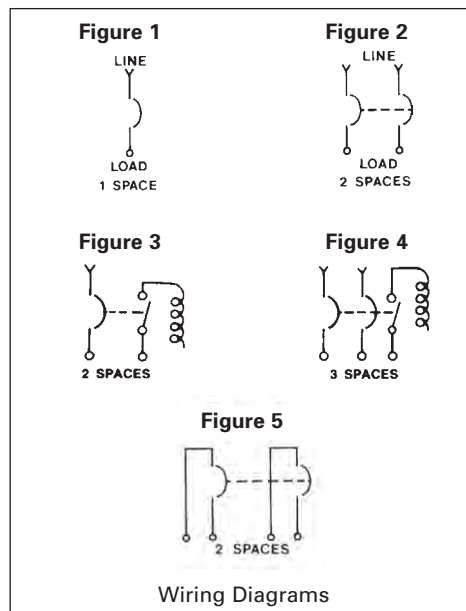 Figure 1
LINE
LOAD
1 SPACE
Figure 2
LINE
LOAD
2 SPACES
Figure 3
2 SPACES
Figure 4
3 SPACES
Figure 5
2 SPACES
Wiring Diagrams